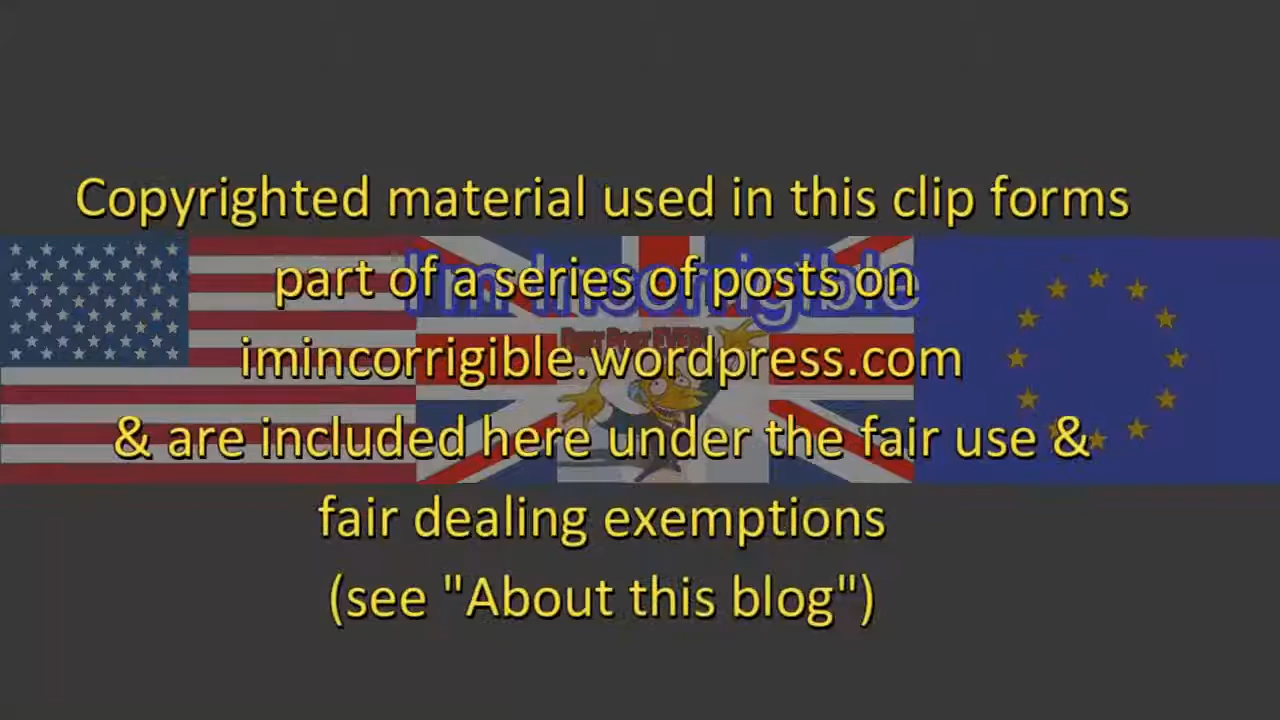 Copyrighted material used in this clip forms
part of a series of posts on
I'm Incorrigible
imincorrigible.wordpress.com
& are included here under the fair use &
fair dealing exemptions
(see "About this blog")